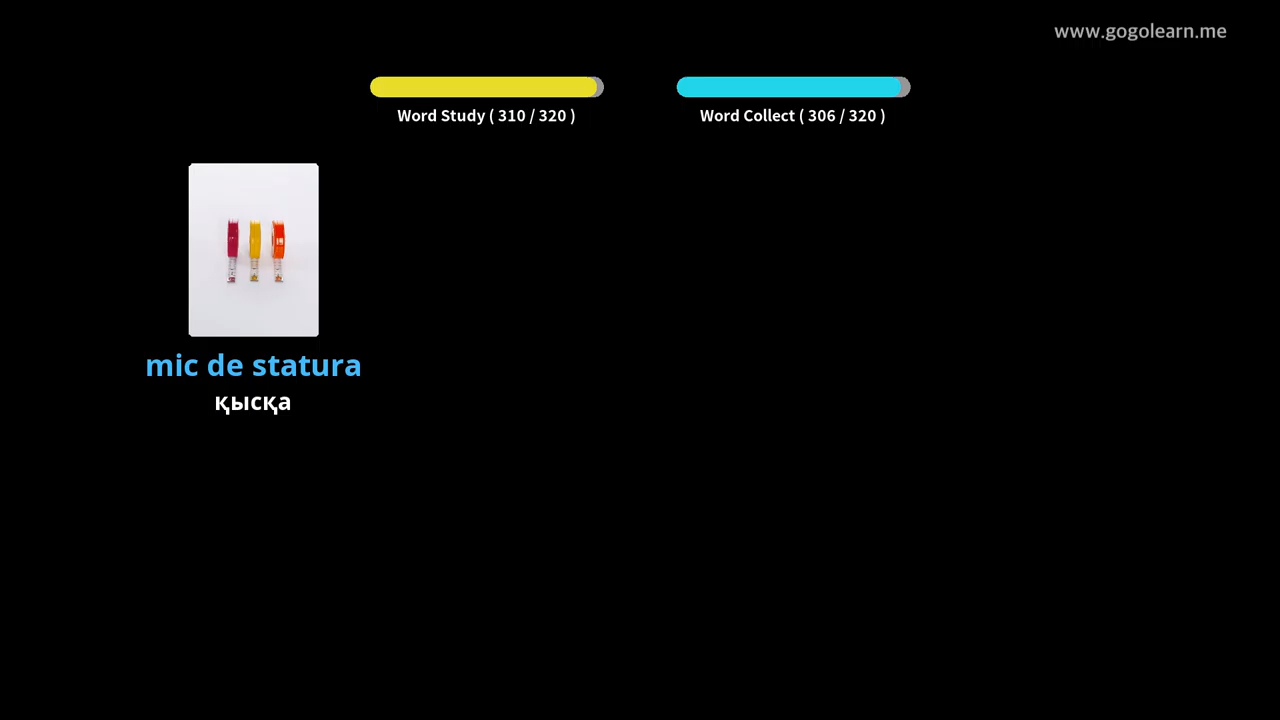 www.gogolearn.me
Word Study ( 310 / 320 )
Word Collect ( 306 / 320 )
mic de statura
қысқа